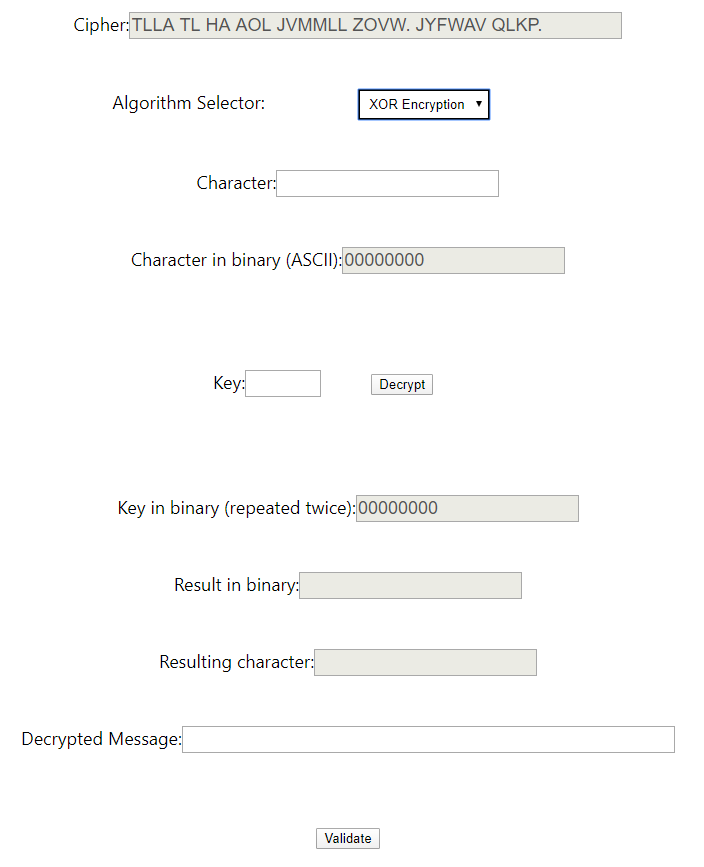 Cipher: TLLA TL HA AOL JVMMLL ZOVW. JYFWAV QLKP.
Algorithm Selector: XOR Encryption
Character:
Character in binary (ASCII): 00000000
Key: Decrypt
Key in binary (repeated twice): 00000000
Result in binary:
Resulting character:
Decrypted Message:
Validate